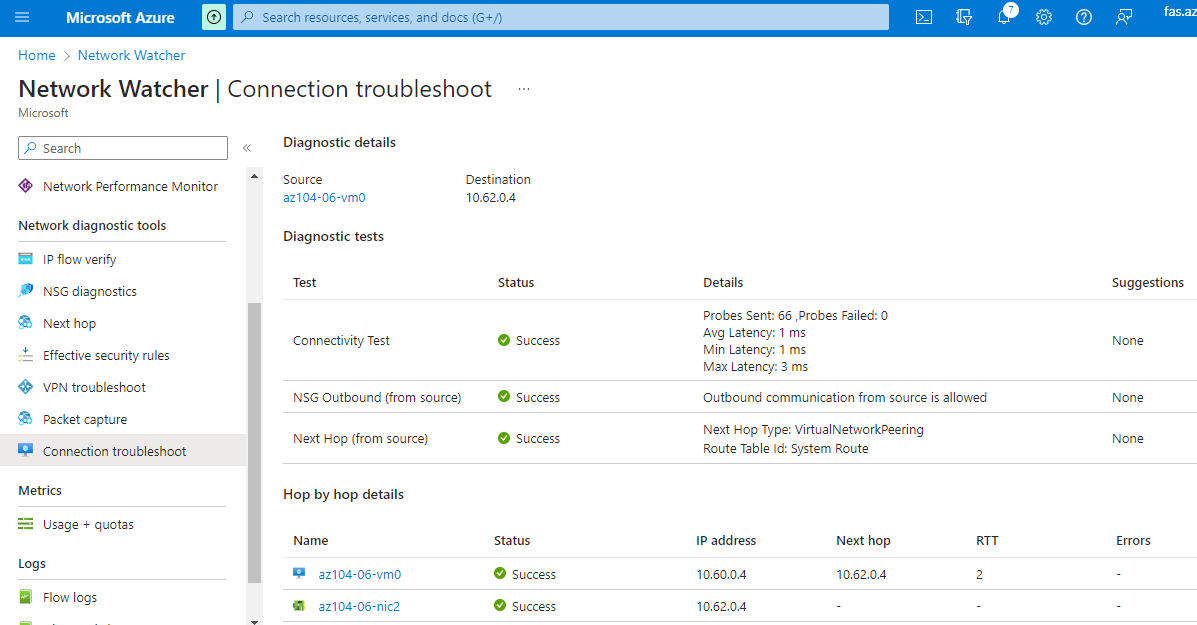 Microsoft Azure
Search resources, services, and docs (G+/)
7
fas.az
Home > Network Watcher
Network Watcher | Connection troubleshoot ...
Microsoft
Search
«
Network Performance Monitor
Network diagnostic tools
IP flow verify
NSG diagnostics
Next hop
Effective security rules
VPN troubleshoot
Packet capture
Connection troubleshoot
Metrics
Usage + quotas
Logs
Flow logs
Diagnostic details
Source Destination
az104-06-vm0 10.62.0.4
Diagnostic tests
Test Status Details Suggestions
Connectivity Test Success Probes Sent: 66 ,Probes Failed: 0
Avg Latency: 1 ms
Min Latency: 1 ms
Max Latency: 3 ms
None
NSG Outbound (from source) Success Outbound communication from source is allowed None
Next Hop (from source) Success Next Hop Type: VirtualNetworkPeering
Route Table Id: System Route
None
Hop by hop details
Name Status IP address Next hop RTT Errors
az104-06-vm0 Success 10.60.0.4 10.62.0.4 2 -
az104-06-nic2 Success 10.62.0.4 - - -